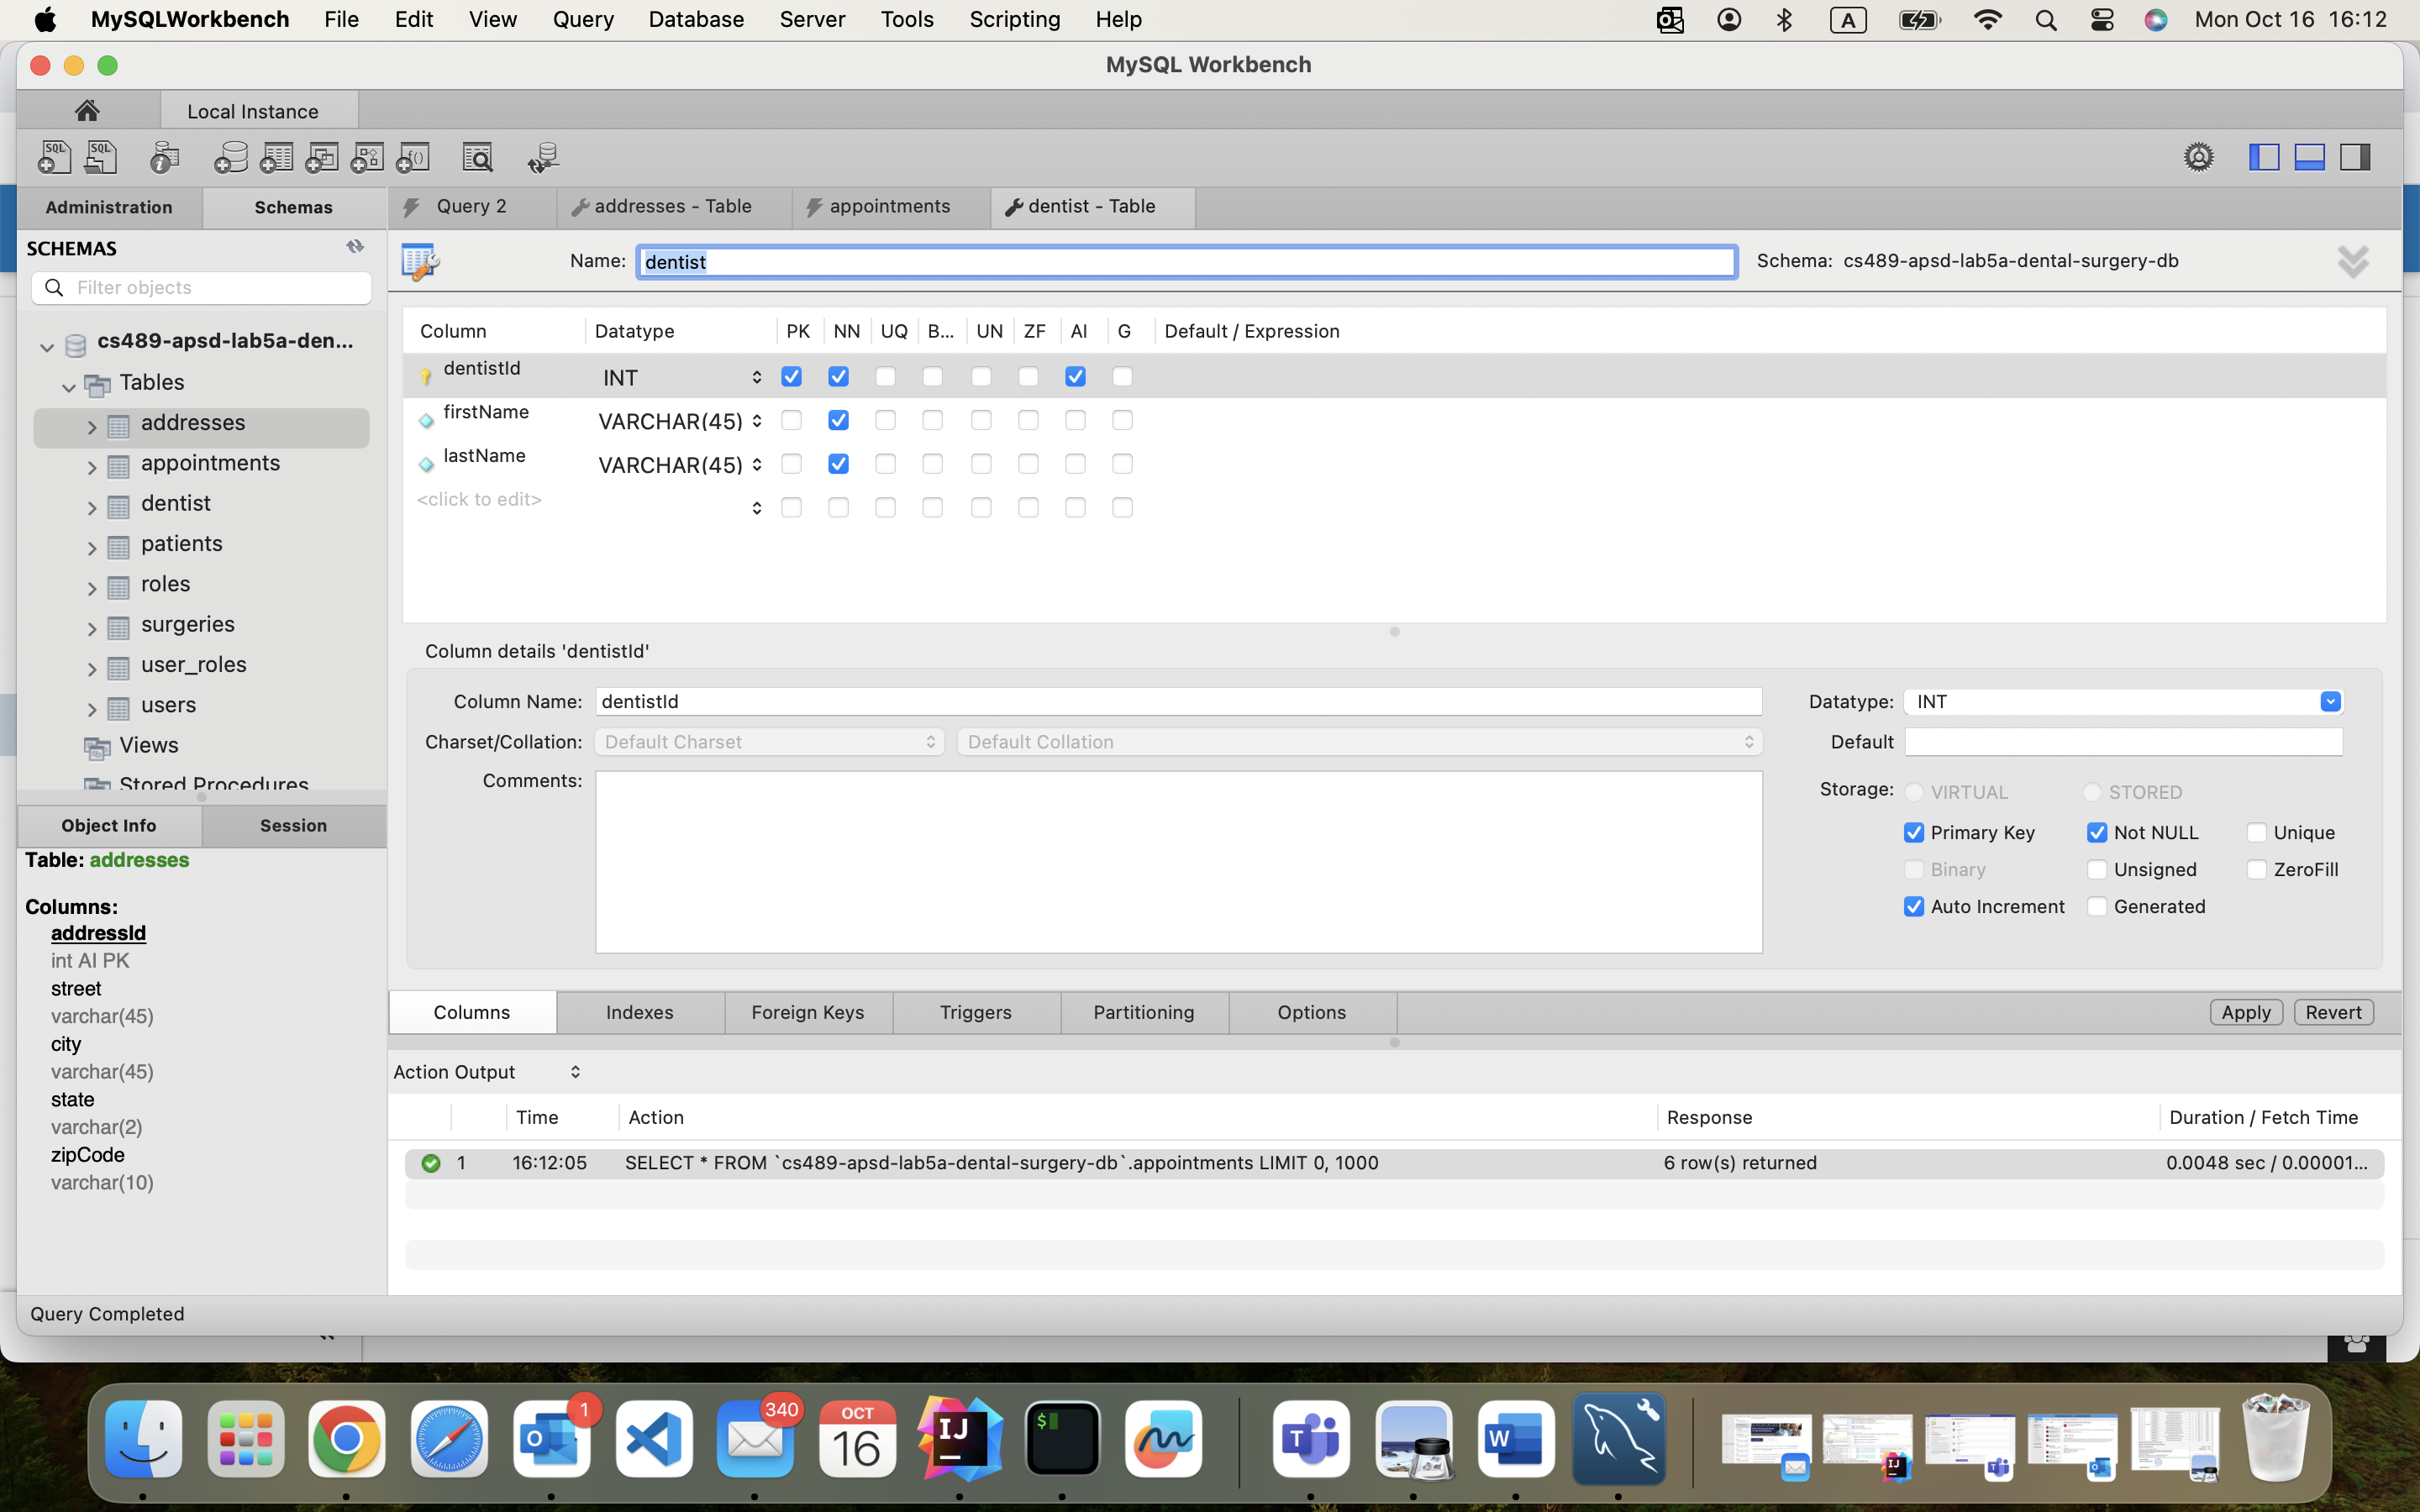 MySQLWorkbench File Edit View Query Database Server Tools Scripting Help A Mon Oct 16 16:12
MySQL Workbench
Local Instance
SQL SQL
Administration Schemas Query 2 addresses - Table appointments dentist - Table
SCHEMAS
Filter objects
cs489-apsd-lab5a-den...
Tables
addresses
appointments
dentist
patients
roles
surgeries
user_roles
users
Views
Stored Procedures
Object Info Session
Table: addresses
Columns:
addressId
int AI PK
street
varchar(45)
city
varchar(45)
state
varchar(2)
zipCode
varchar(10)
Name: dentist Schema: cs489-apsd-lab5a-dental-surgery-db
Column Datatype PK NN UQ B... UN ZF AI G Default / Expression
dentistId INT
firstName VARCHAR(45)
lastName VARCHAR(45)
<click to edit>
Column details 'dentistId'
Column Name: dentistId Datatype: INT
Charset/Collation: Default Charset Default Collation Default
Comments: Storage: VIRTUAL STORED
Primary Key Not NULL Unique
Binary Unsigned ZeroFill
Auto Increment Generated
Columns Indexes Foreign Keys Triggers Partitioning Options Apply Revert
Action Output
Time Action Response Duration / Fetch Time
1 16:12:05 SELECT * FROM `cs489-apsd-lab5a-dental-surgery-db`.appointments LIMIT 0, 1000 6 row(s) returned 0.0048 sec / 0.00001...
Query Completed
1 340 OCT
16 IJ $ T W